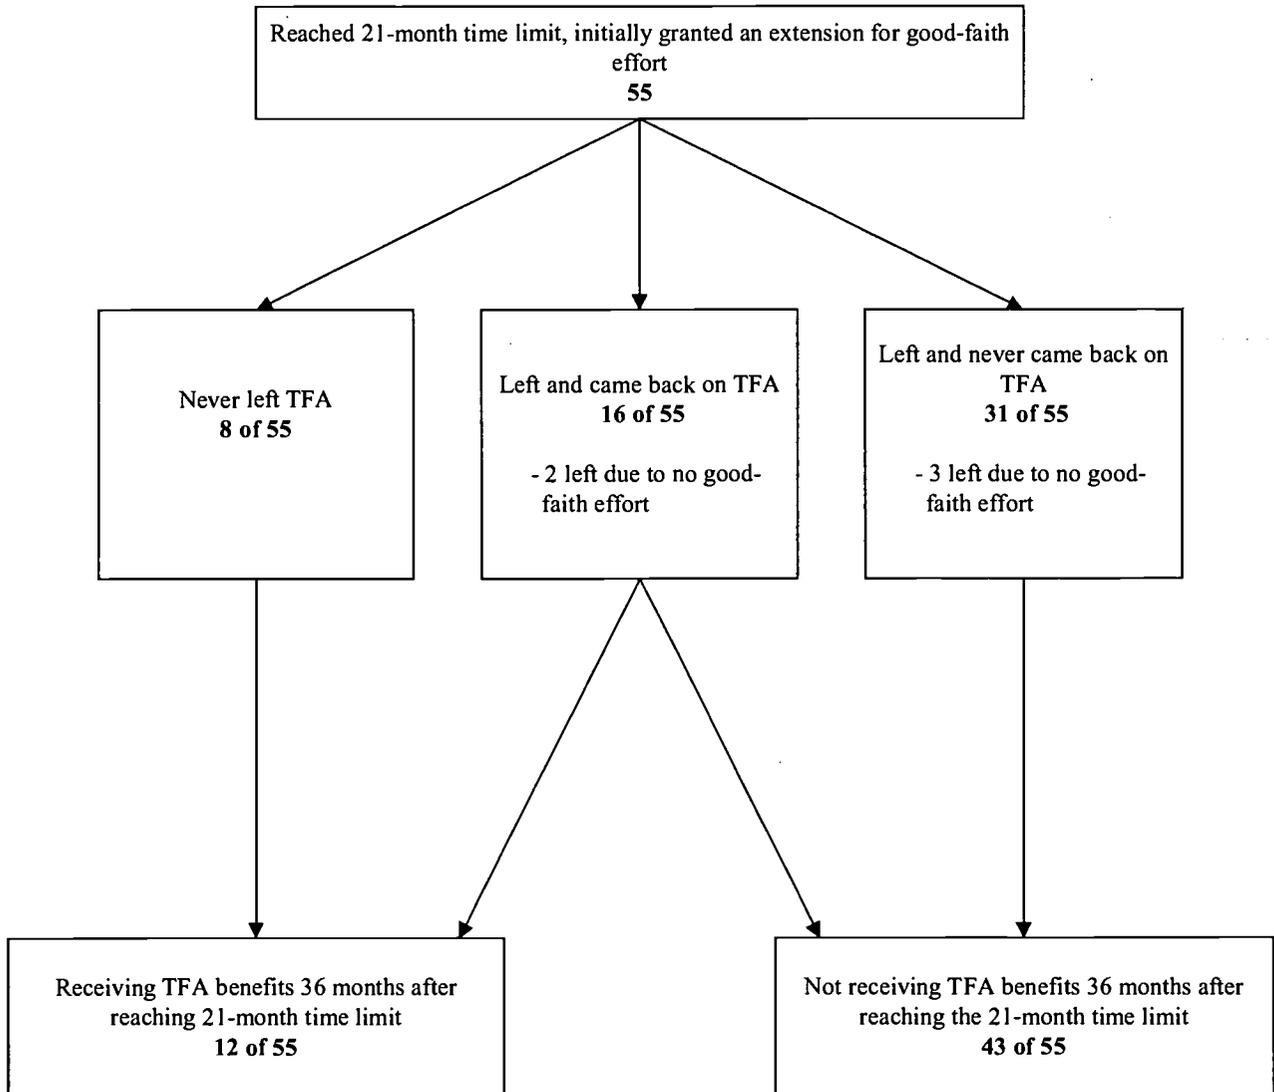 Reached 21-month time limit, initially granted an extension for good-faith
effort
55
Never left TFA
8 of 55
Left and came back on TFA
16 of 55
- 2 left due to no good-
faith effort
Left and never came back on
TFA
31 of 55
- 3 left due to no good-
faith effort
Receiving TFA benefits 36 months after
reaching 21-month time limit
12 of 55
Not receiving TFA benefits 36 months after
reaching the 21-month time limit
43 of 55